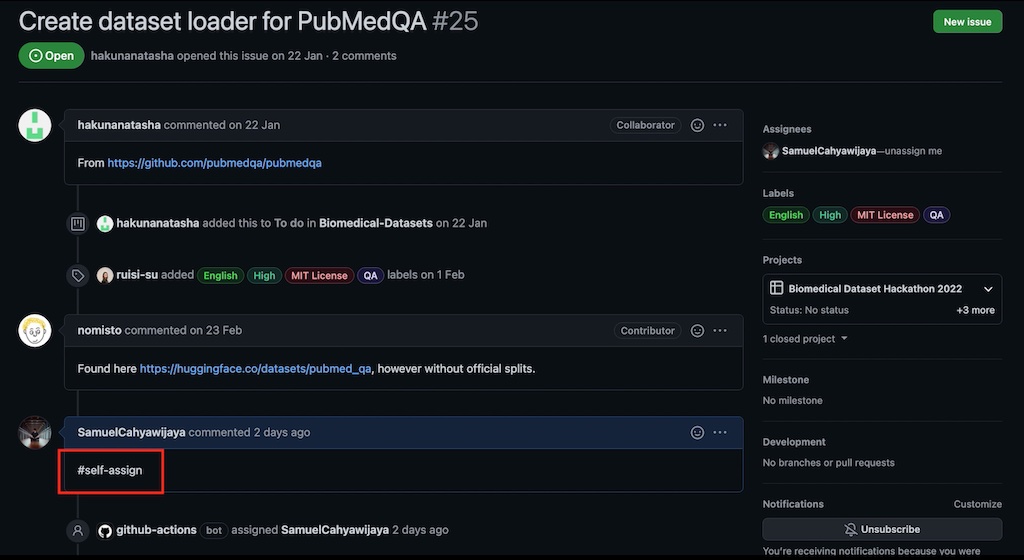 Create dataset loader for PubMedQA #25
New issue
Open
hakunanatasha opened this issue on 22 Jan · 2 comments
hakunanatasha commented on 22 Jan
Collaborator
From https://github.com/pubmedqa/pubmedqa
hakunanatasha added this to To do in Biomedical-Datasets on 22 Jan
ruisi-su added English High MIT License QA labels on 1 Feb
nomisto commented on 23 Feb
Contributor
Found here https://huggingface.co/datasets/pubmed_qa, however without official splits.
SamuelCahyawijaya commented 2 days ago
#self-assign
github-actions bot assigned SamuelCahyawijaya 2 days ago
Assignees
SamuelCahyawijaya—unassign me
Labels
English High MIT License QA
Projects
Biomedical Dataset Hackathon 2022
Status: No status
+3 more
1 closed project
Milestone
No milestone
Development
No branches or pull requests
Notifications
Customize
Unsubscribe
You're receiving notifications because you were